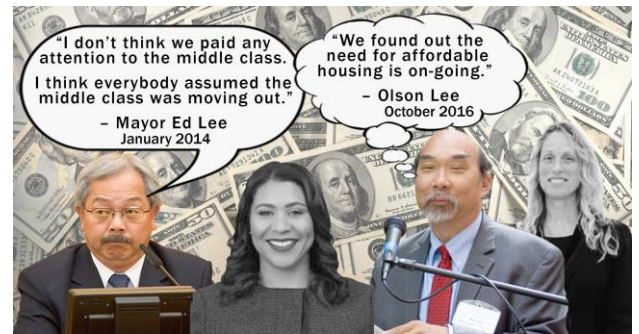 “I don’t think we paid any
attention to the middle class.
I think everybody assumed the
middle class was moving out.”
– Mayor Ed Lee
January 2014
“We found out the
need for affordable
housing is on-going.”
– Olson Lee
October 2016